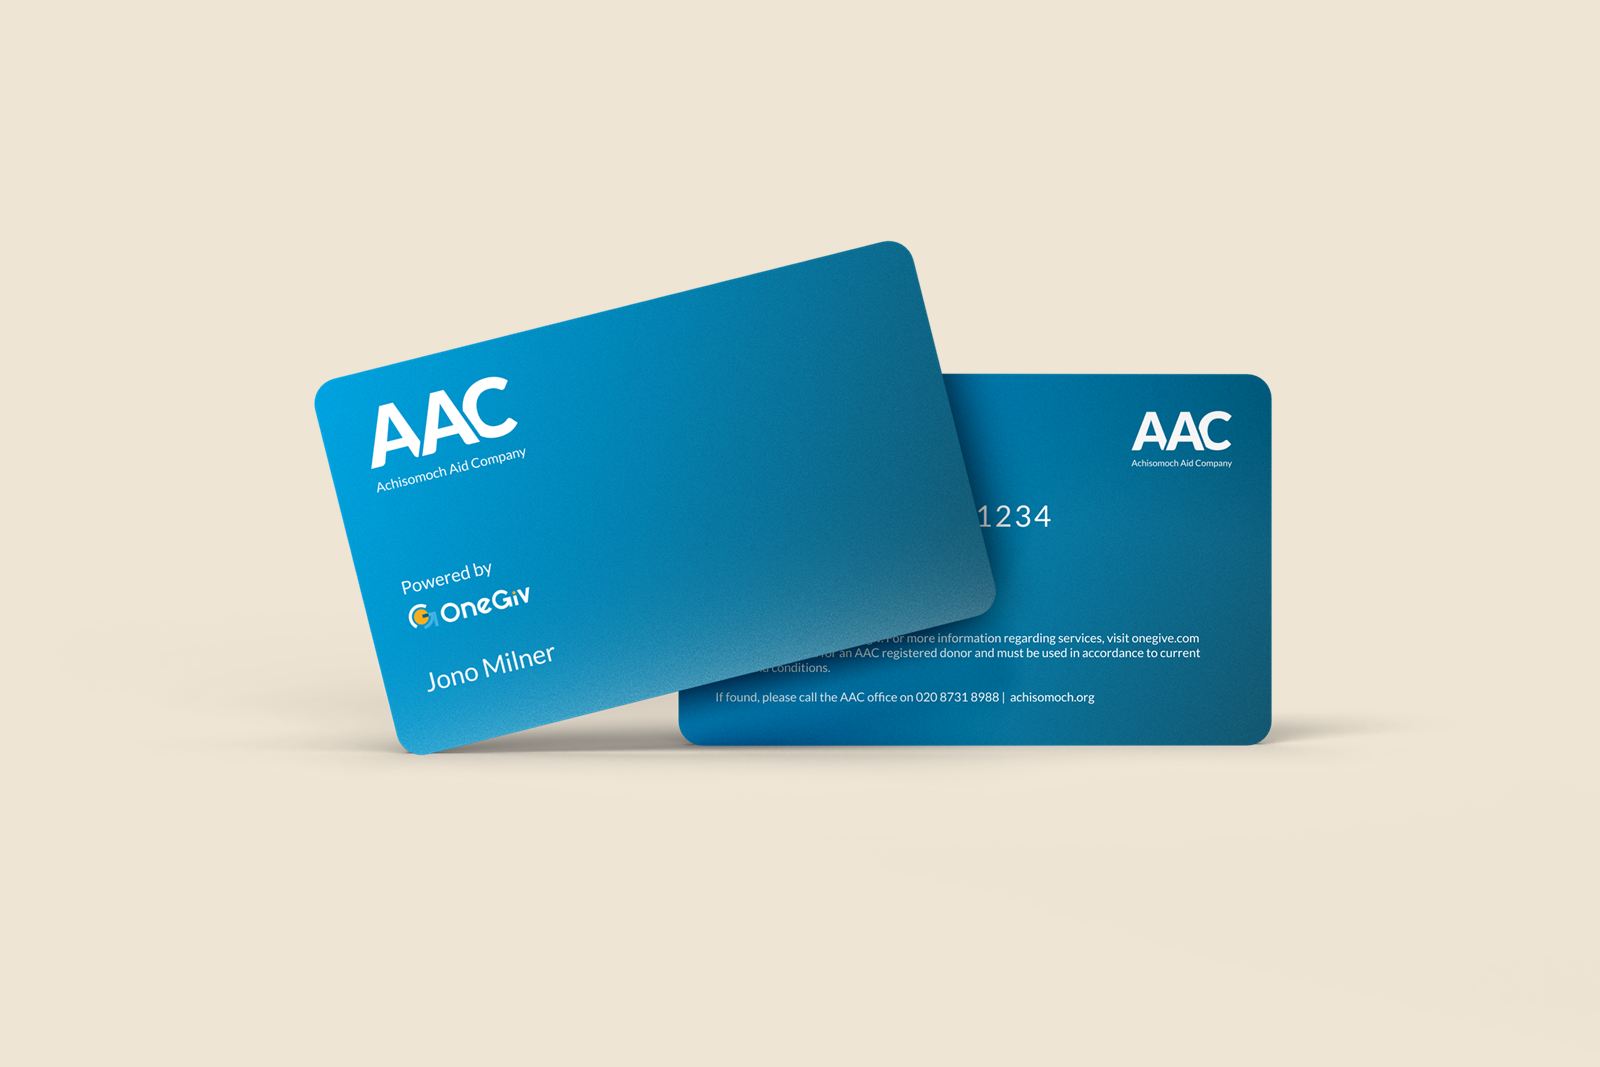 AAC
Achisomoch Aid Company
Powered by
OneGiv
Jono Milner
AAC
Achisomoch Aid Company
1234
For more information regarding services, visit onegive.com
for an AAC registered donor and must be used in accordance to current
conditions.
If found, please call the AAC office on 020 8731 8988 | achisomoch.org